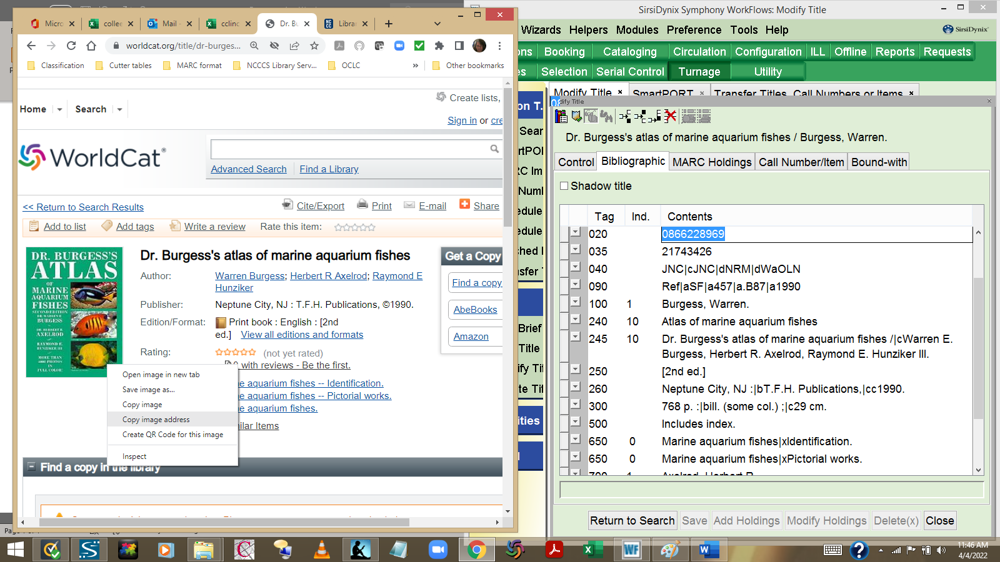 SirsiDynix Symphony WorkFlows: Modify Title
Micro
collee
Mail -
cclinc
Dr. Bu
Libra
worldcat.org/title/dr-burges...
Classification
Cutter tables
MARC format
NCCCS Library Serv...
OCLC
»
Other bookmarks
Create lists,
Home
Search
Sign in or cre
WorldCat®
Advanced Search
Find a Library
<< Return to Search Results
Cite/Export
Print
E-mail
Share
Add to list
Add tags
Write a review
Rate this item:
DR. BURGESS'S
ATLAS
OF MARINE
AQUARIUM
FISHES
SECOND EDITION
DR. WARREN E.
BURGESS
DR. HERBERT R.
AXELROD
RAYMOND E.
HUNZIKER III
MORE THAN
4000 PHOTOS
IN
FULL COLOR!
Dr. Burgess's atlas of marine aquarium fishes
Author:
Warren Burgess; Herbert R Axelrod; Raymond E
Hunziker
Publisher:
Neptune City, NJ : T.F.H. Publications, ©1990.
Edition/Format:
Print book : English : [2nd
ed.] View all editions and formats
Rating:
(not yet rated)
0 with reviews - Be the first.
e aquarium fishes -- Identification.
e aquarium fishes -- Pictorial works.
e aquarium fishes.
ilar Items
Get a Copy
Find a copy
AbeBooks
Amazon
Open image in new tab
Save image as...
Copy image
Copy image address
Create QR Code for this image
Inspect
Find a copy in the library
Wizards Helpers Modules Preference Tools Help
SirsiDynix
ons Booking Cataloging Circulation Configuration ILL Offline Reports Requests
es Selection Serial Control Turnage Utility
Modify Title
SmartPORT
Transfer Titles, Call Numbers or Items
on T..
Sear
rtPOI
RC Im
Numl
edule
edule
hed I
nsfer T
Brief
Title
ify Tit
te Tit
ities
dify Title
Dr. Burgess's atlas of marine aquarium fishes / Burgess, Warren.
Control
Bibliographic
MARC Holdings
Call Number/Item
Bound-with
Shadow title
Tag Ind. Contents
020 0866228969
035 21743426
040 JNC|cJNC|dNRM|dWaOLN
090 Ref|aSF|a457|a.B87|a1990
100 1 Burgess, Warren.
240 10 Atlas of marine aquarium fishes
245 10 Dr. Burgess's atlas of marine aquarium fishes /|cWarren E.
Burgess, Herbert R. Axelrod, Raymond E. Hunziker III.
250 [2nd ed.]
260 Neptune City, NJ :|bT.F.H. Publications,|cc1990.
300 768 p. :|bill. (some col.) ;|c29 cm.
500 Includes index.
650 0 Marine aquarium fishes|xIdentification.
650 0 Marine aquarium fishes|xPictorial works.
700 1 Axelrod, Herbert R.
Return to Search
Save
Add Holdings
Modify Holdings
Delete(x)
Close
11:46 AM
4/4/2022